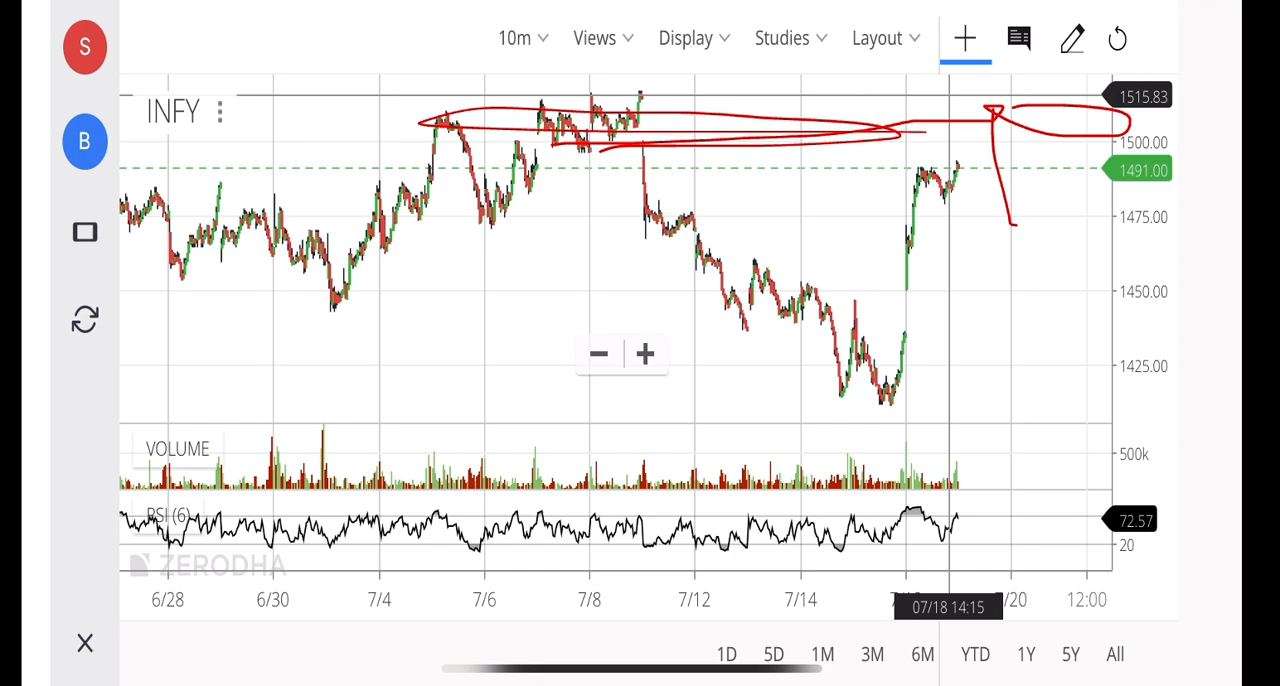 S
10m Views Display Studies Layout
INFY
1515.83
B
1500.00
1491.00
1475.00
1450.00
1425.00
VOLUME
500k
RSI (6)
72.57
20
ZERODHA
6/28 6/30 7/4 7/6 7/8 7/12 7/14 /20 12:00
07/18 14:15
1D 5D 1M 3M 6M YTD 1Y 5Y All